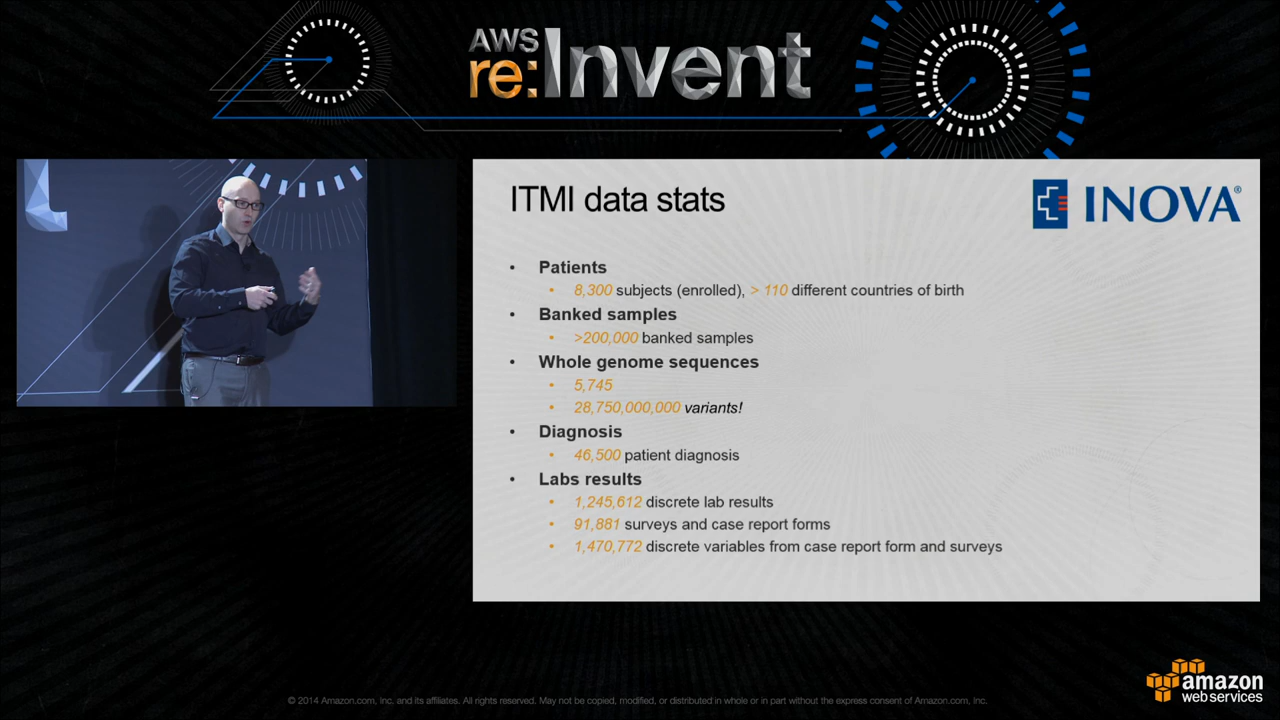 AWS
re:Invent
ITMI data stats
INOVA®
• Patients
• 8,300 subjects (enrolled), > 110 different countries of birth
• Banked samples
• >200,000 banked samples
• Whole genome sequences
• 5,745
• 28,750,000,000 variants!
• Diagnosis
• 46,500 patient diagnosis
• Labs results
• 1,245,612 discrete lab results
• 91,881 surveys and case report forms
• 1,470,772 discrete variables from case report form and surveys
© 2014 Amazon.com, Inc, and its affiliates. All rights reserved. May not be copied, modified, or distributed in whole or in part without the express consent of Amazon.com, Inc.
amazon
web services